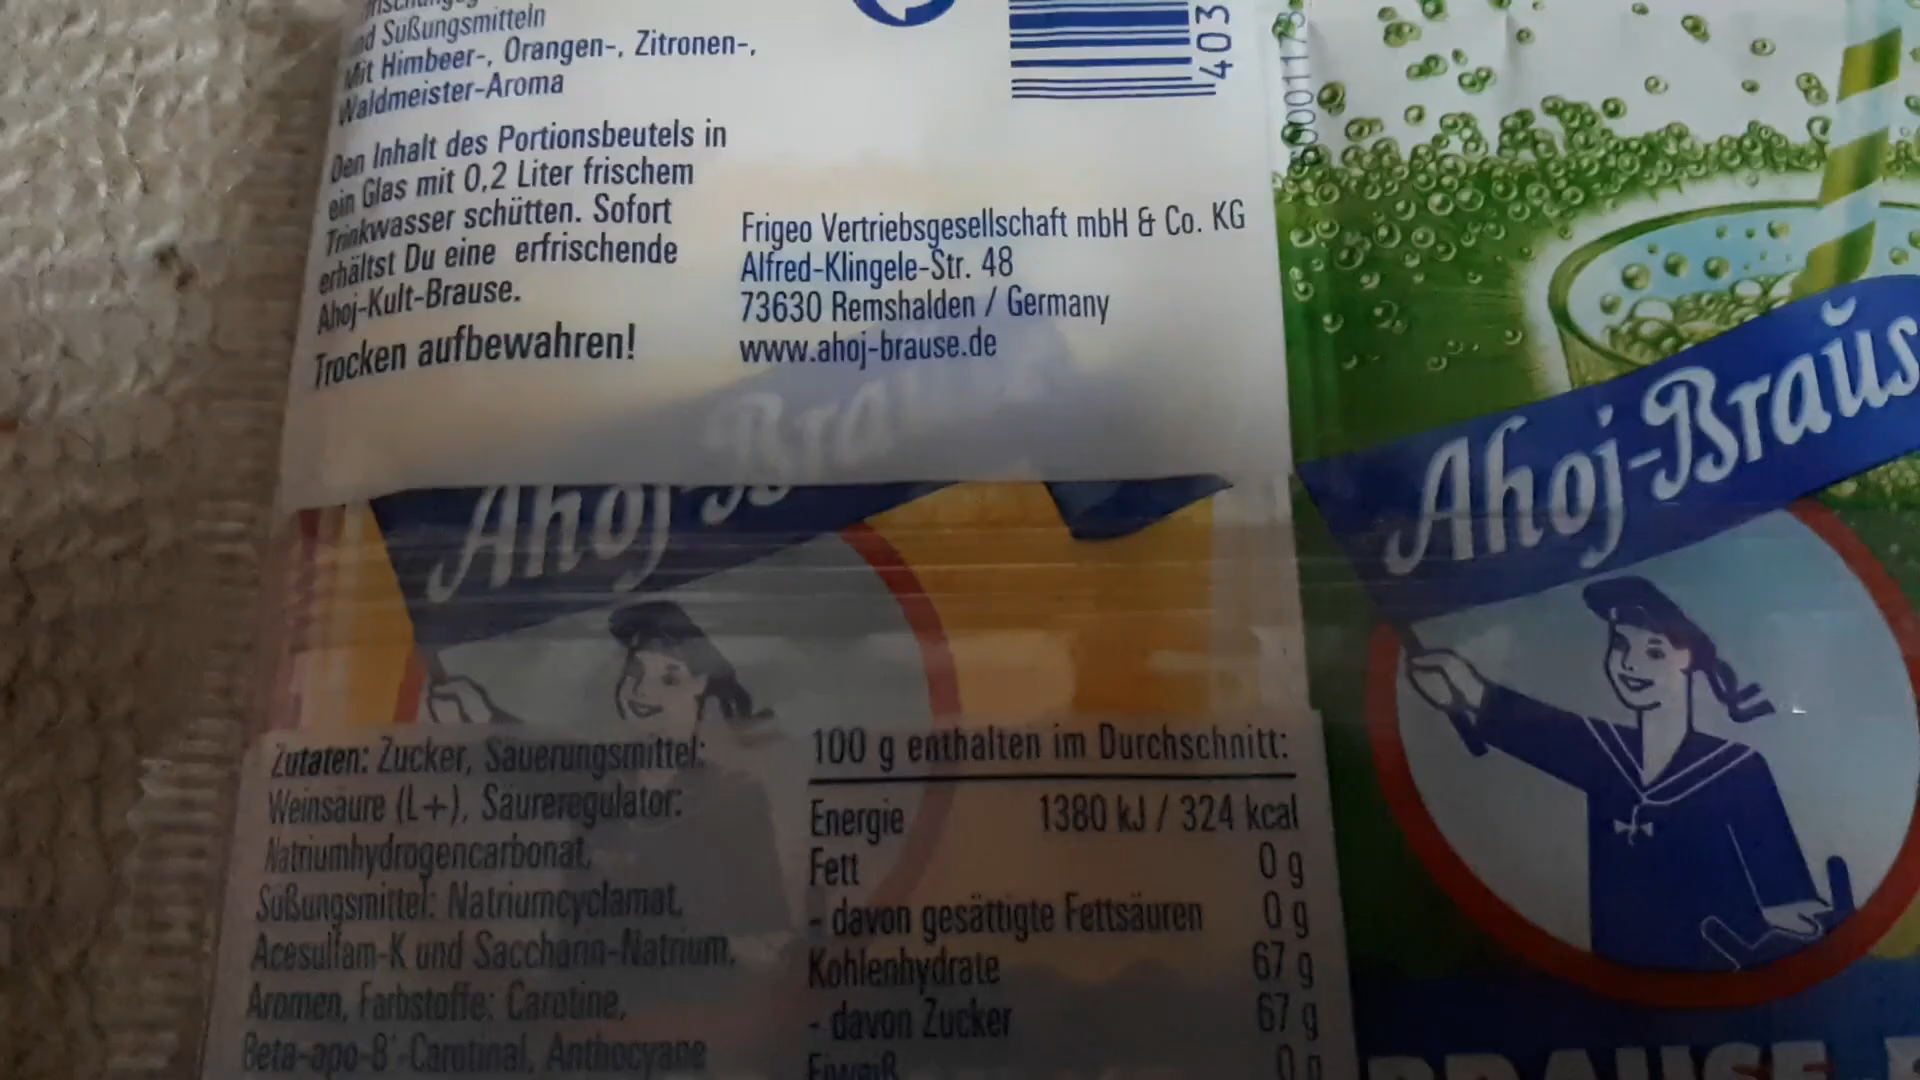 und Süßungsmitteln
Mit Himbeer-, Orangen-, Zitronen-,
Waldmeister-Aroma
Den Inhalt des Portionsbeutels in
ein Glas mit 0,2 Liter frischem
Trinkwasser schütten. Sofort
erhältst Du eine erfrischende
Ahoj-Kult-Brause.
Trocken aufbewahren!
403
Frigeo Vertriebsgesellschaft mbH & Co. KG
Alfred-Klingele-Str. 48
73630 Remshalden / Germany
www.ahoj-brause.de
Ahoj-Brause
Zutaten: Zucker, Säuerungsmittel:
Weinsäure (L+), Säureregulator:
Natriumhydrogencarbonat,
Süßungsmittel: Natriumcyclamat,
Acesulfam-K und Saccharin-Natrium,
Aromen, Farbstoffe: Carotine,
Beta-apo-8'-Carotinal, Anthocyane
100 g enthalten im Durchschnitt:
Energie 1380 kJ / 324 kcal
Fett 0 g
- davon gesättigte Fettsäuren 0 g
Kohlenhydrate 67 g
- davon Zucker 67 g
Eiweiß 0 g
Ahoj-Braus
BRAUSE